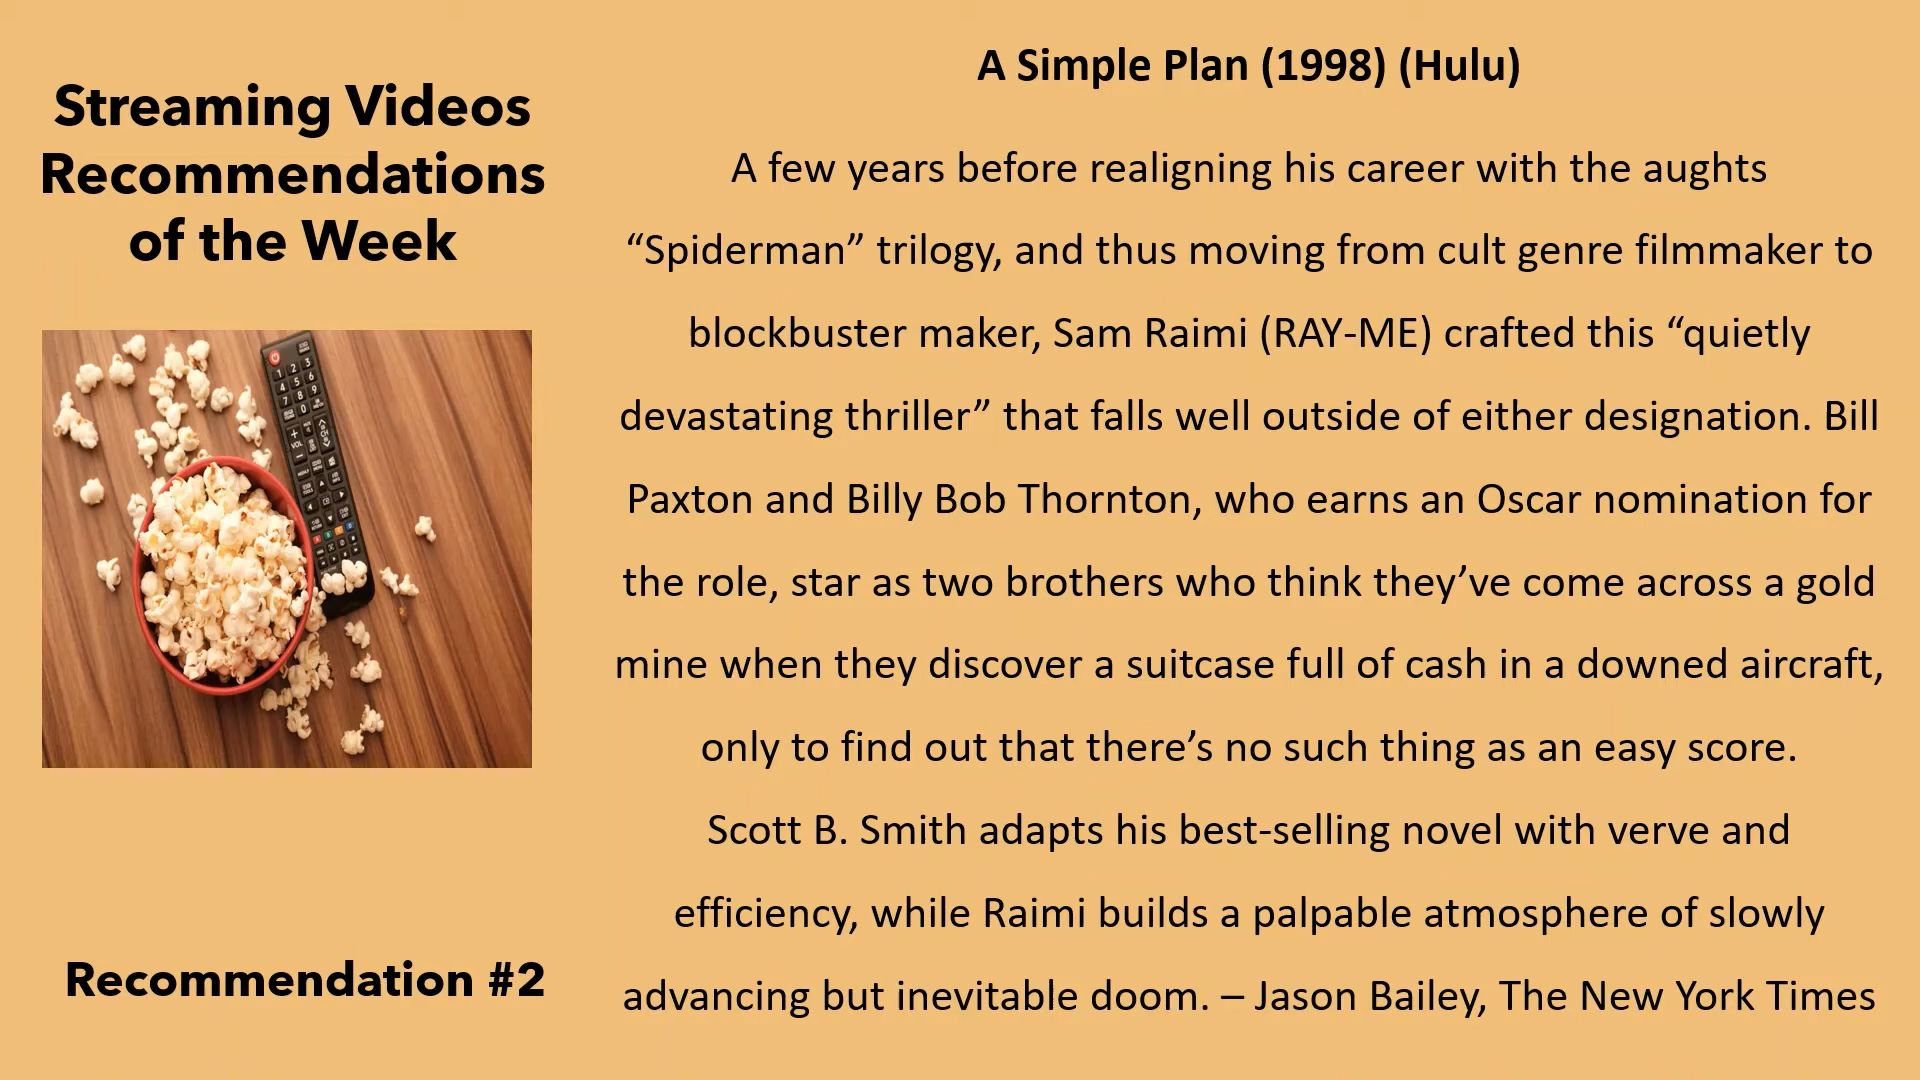 Streaming Videos
Recommendations
of the Week
Recommendation #2
A Simple Plan (1998) (Hulu)
A few years before realigning his career with the aughts
“Spiderman” trilogy, and thus moving from cult genre filmmaker to
blockbuster maker, Sam Raimi (RAY-ME) crafted this “quietly
devastating thriller” that falls well outside of either designation. Bill
Paxton and Billy Bob Thornton, who earns an Oscar nomination for
the role, star as two brothers who think they’ve come across a gold
mine when they discover a suitcase full of cash in a downed aircraft,
only to find out that there’s no such thing as an easy score.
Scott B. Smith adapts his best-selling novel with verve and
efficiency, while Raimi builds a palpable atmosphere of slowly
advancing but inevitable doom. – Jason Bailey, The New York Times